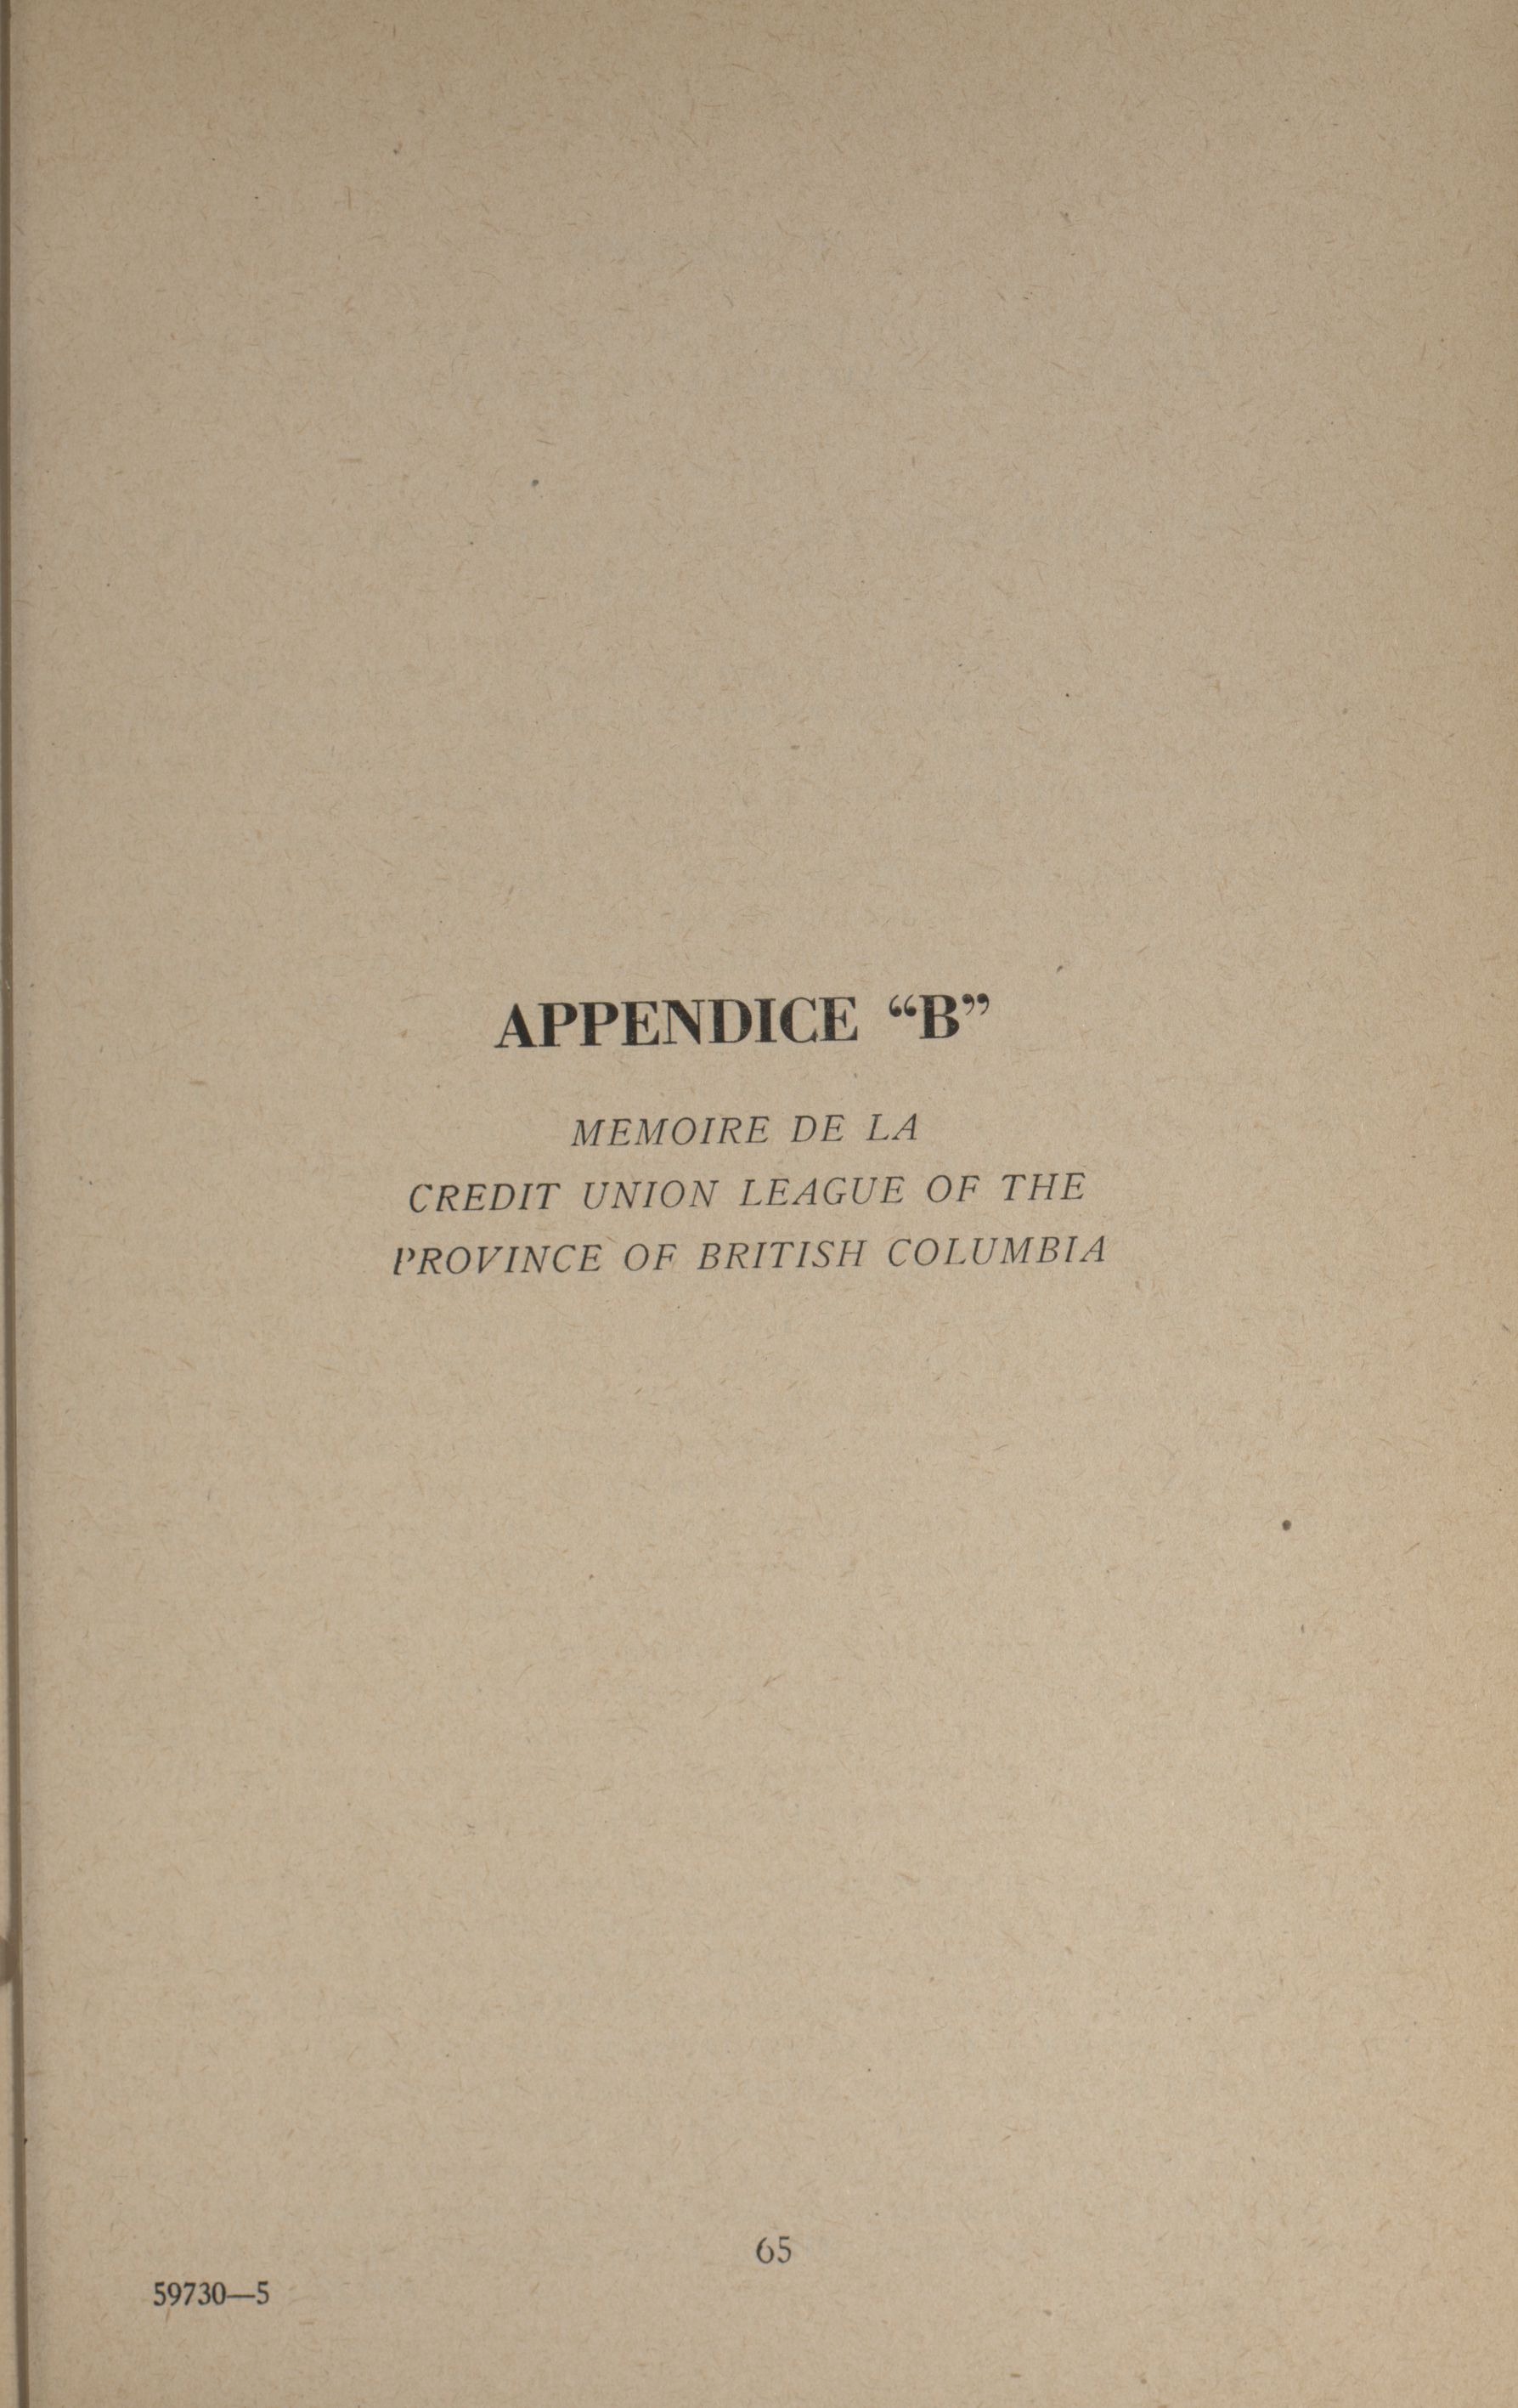 APPENDICE “B”
MEMOIRE DE LA
CREDIT UNION LEAGUE OF THE
PROVINCE OF BRITISH COLUMBIA
65
59730—5